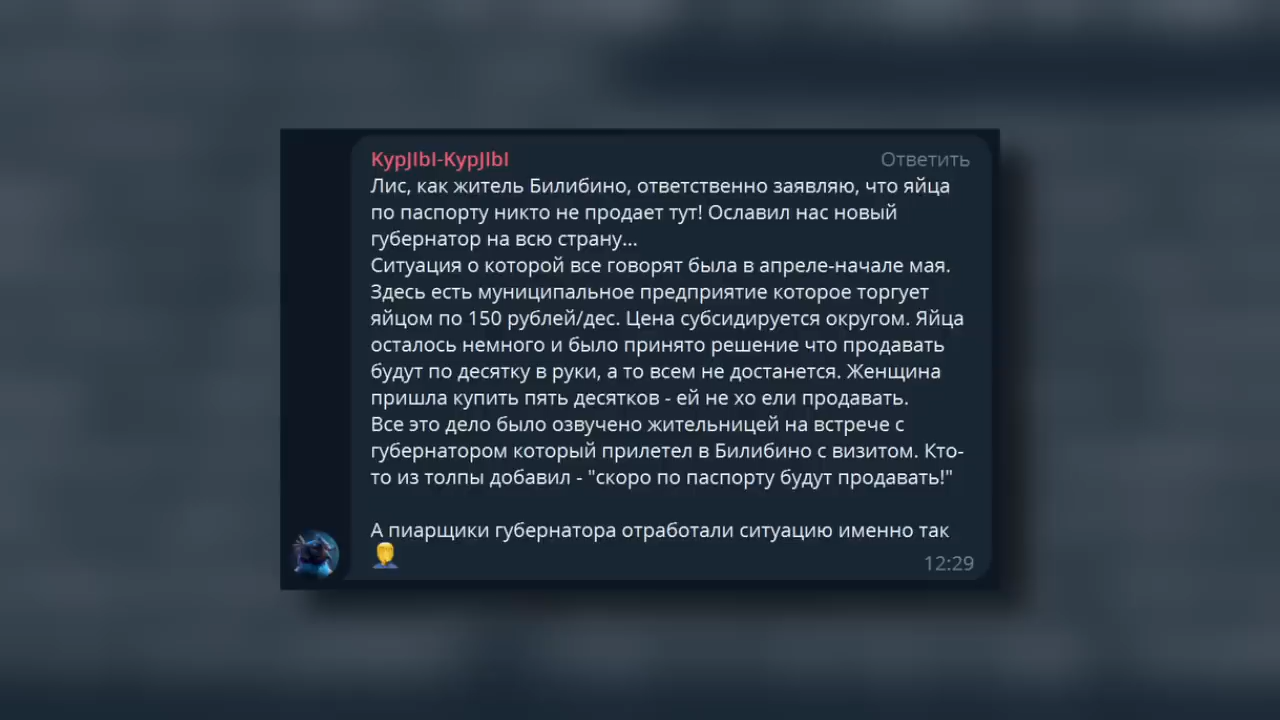 KypJIbI-KypJIbI Ответить
Лис, как житель Билибино, ответственно заявляю, что яйца
по паспорту никто не продает тут! Ославил нас новый
губернатор на всю страну...
Ситуация о которой все говорят была в апреле-начале мая.
Здесь есть муниципальное предприятие которое торгует
яйцом по 150 рублей/дес. Цена субсидируется округом. Яйца
осталось немного и было принято решение что продавать
будут по десятку в руки, а то всем не достанется. Женщина
пришла купить пять десятков - ей не хо ели продавать.
Все это дело было озвучено жительницей на встрече с
губернатором который прилетел в Билибино с визитом. Кто-
то из толпы добавил - "скоро по паспорту будут продавать!"
А пиарщики губернатора отработали ситуацию именно так
🤦‍♂️ 12:29